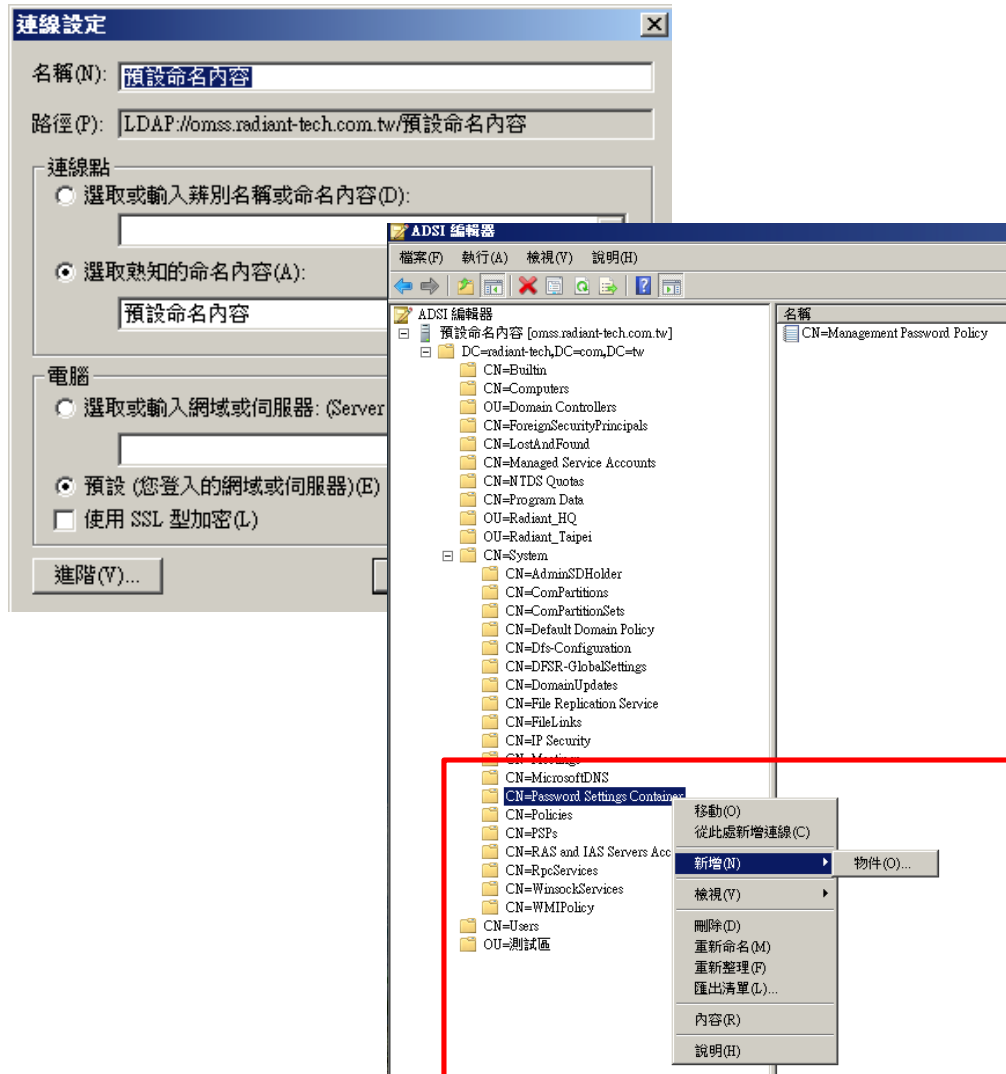 連線設定
名稱(N): 預設命名內容
路徑(P): LDAP://omss.radiant-tech.com.tw/預設命名內容
連線點
選取或輸入辨別名稱或命名內容(D):
選取熟知的命名內容(A):
預設命名內容
電腦
選取或輸入網域或伺服器: (Server
預設 (您登入的網域或伺服器)(E)
使用 SSL 型加密(L)
進階(V)...
ADSI 編輯器
檔案(F) 執行(A) 檢視(V) 說明(H)
ADSI 編輯器
預設命名內容 [omss.radiant-tech.com.tw]
DC=radiant-tech,DC=com,DC=tw
CN=Builtin
CN=Computers
OU=Domain Controllers
CN=ForeignSecurityPrincipals
CN=LostAndFound
CN=Managed Service Accounts
CN=NTDS Quotas
CN=Program Data
OU=Radiant_HQ
OU=Radiant_Taipei
CN=System
CN=AdminSDHolder
CN=ComPartitions
CN=ComPartitionSets
CN=Default Domain Policy
CN=Dfs-Configuration
CN=DFSR-GlobalSettings
CN=DomainUpdates
CN=File Replication Service
CN=FileLinks
CN=IP Security
CN=Meetings
CN=MicrosoftDNS
CN=Password Settings Container
CN=Policies
CN=PSPs
CN=RAS and IAS Servers Acc
CN=RpcServices
CN=WinsockServices
CN=WMIPolicy
CN=Users
OU=測試區
名稱
CN=Management Password Policy
移動(O)
從此處新增連線(C)
新增(N)
物件(O)...
檢視(V)
刪除(D)
重新命名(M)
重新整理(F)
匯出清單(L)...
內容(R)
說明(H)